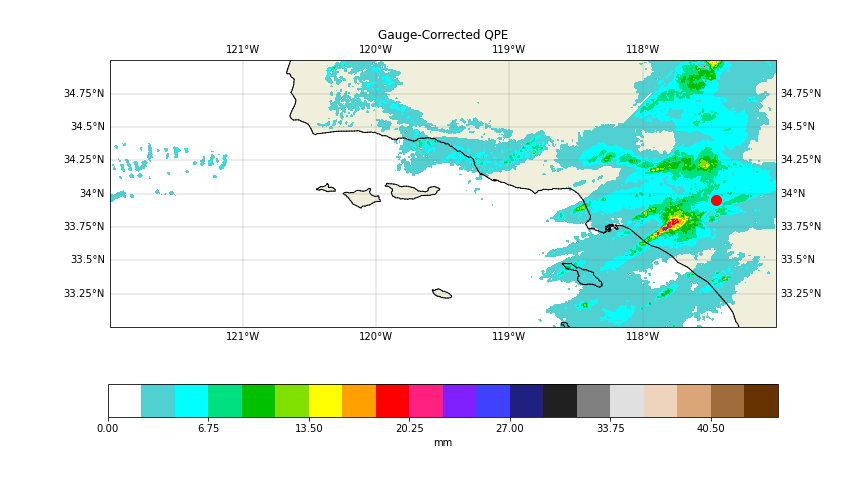 Gauge-Corrected QPE
121°W 120°W 119°W 118°W
34.75°N 34.75°N
34.5°N 34.5°N
34.25°N 34.25°N
34°N 34°N
33.75°N 33.75°N
33.5°N 33.5°N
33.25°N 33.25°N
121°W 120°W 119°W 118°W
0.00 6.75 13.50 20.25 27.00 33.75 40.50
mm